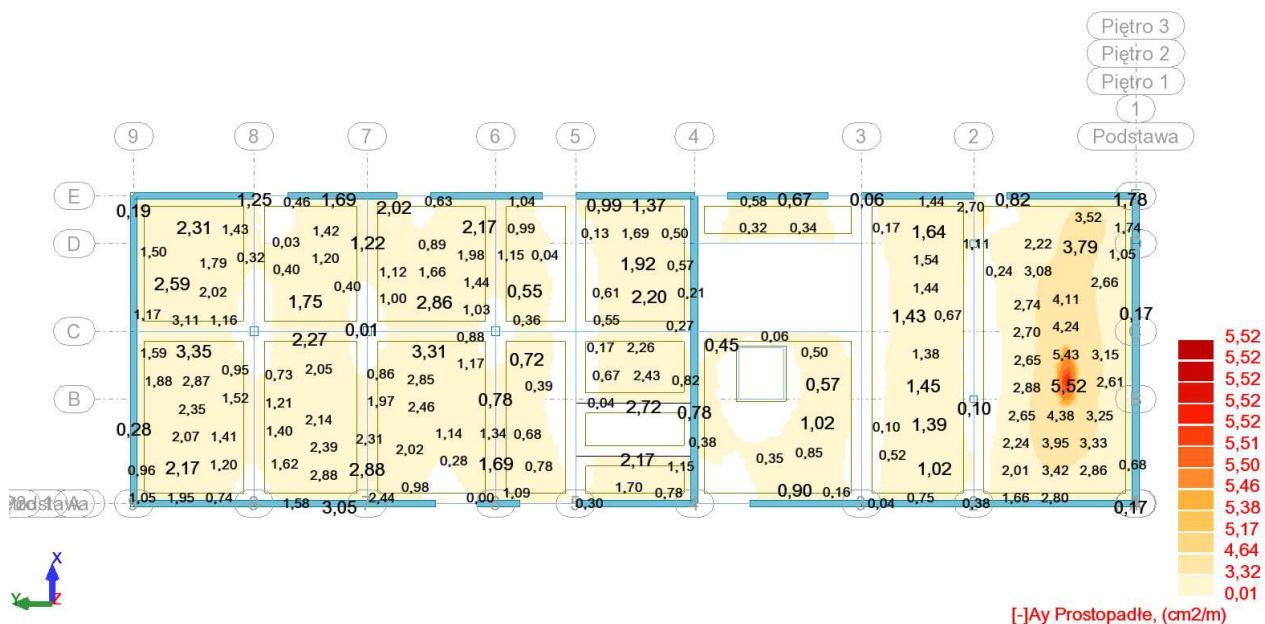 Piętro 3
Piętro 2
Piętro 1
1
9 8 7 6 5 4 3 2 Podstawa
E 1,25 0,46 1,69 0,63 1,04 0,99 1,37 0,58 0,67 0,06 1,44 0,82 1,78
0,19 2,02 2,70
2,31 1,43 1,42 2,17 0,99 0,13 1,69 0,50 0,32 0,34 0,17 1,64 3,52 1,74
D 0,03 1,22 0,89 1,11 2,22 3,79
1,50 1,79 0,32 0,40 1,20 1,12 1,66 1,98 1,15 0,04 1,92 0,57 1,54 0,24 3,08 1,05
2,59 2,02 1,75 0,40 1,00 2,86 1,44 0,55 0,61 2,20 0,21 1,44 2,74 4,11 2,66
1,17 3,11 1,16 1,03 0,36 0,55 0,27 1,43 0,67 0,17
C 2,27 0,01 0,88 0,06 2,70 4,24
1,59 3,35 3,31 1,17 0,72 0,17 2,26 0,45 0,50 1,38 2,65 5,43 3,15
1,88 2,87 0,95 0,73 2,05 0,86 2,85 0,39 0,67 2,43 0,82 0,57 1,45 2,88 5,52 2,61
B 2,35 1,52 1,21 1,97 2,46 0,78 0,04 2,72 0,78 0,10
0,28 2,07 1,41 1,40 2,14 2,31 1,14 1,34 0,68 1,02 0,10 1,39 2,65 4,38 3,25
2,39 2,02 0,38 0,35 0,85 0,52 2,24 3,95 3,33
0,96 2,17 1,20 1,62 2,88 2,88 0,28 1,69 0,78 2,17 1,15 1,02 2,01 3,42 2,86 0,68
1,05 1,95 0,74 1,58 2,44 0,98 0,00 1,09 1,70 0,78 0,90 0,16 0,75 1,66 2,80
3,05 0,30 0,04 0,38 0,17
X
Y Z
5,52
5,52
5,52
5,52
5,52
5,51
5,50
5,46
5,38
5,17
4,64
3,32
0,01
[-]Ay Prostopadłe, (cm2/m)